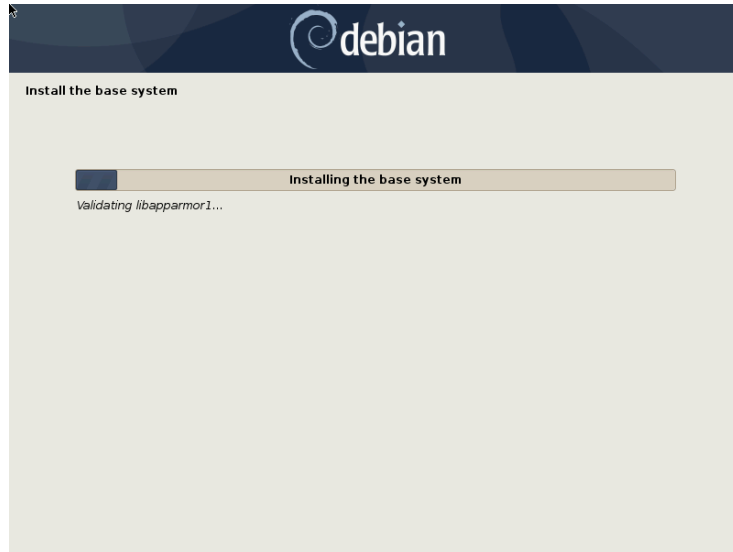 debian
Install the base system
Installing the base system
Validating libapparmor1...